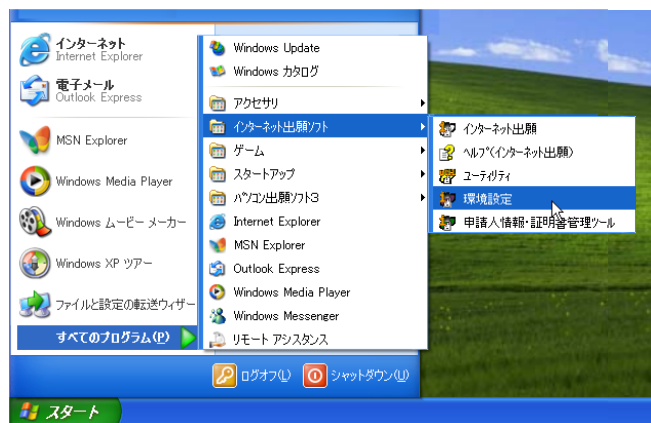 インターネット
Internet Explorer
電子メール
Outlook Express
MSN Explorer
Windows Media Player
Windows ムービー メーカー
Windows XP ツアー
ファイルと設定の転送ウィザー
すべてのプログラム(P)
Windows Update
Windows カタログ
アクセサリ
インターネット出願ソフト
ゲーム
スタートアップ
パソコン出願ソフト3
Internet Explorer
MSN Explorer
Outlook Express
Windows Media Player
Windows Messenger
リモート アシスタンス
インターネット出願
ヘルプ(インターネット出願)
ユーティリティ
環境設定
申請人情報・証明書管理ツール
ログオフ(L)
シャットダウン(U)
スタート